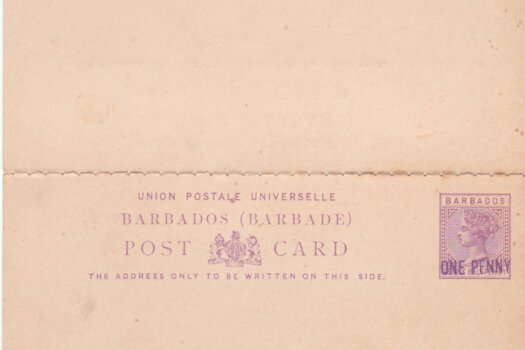 UNION POSTALE UNIVERSELLE
BARBADOS (BARBADE)
POST CARD
THE ADDRESS ONLY TO BE WRITTEN ON THIS SIDE.
BARBADOS
ONE PENNY